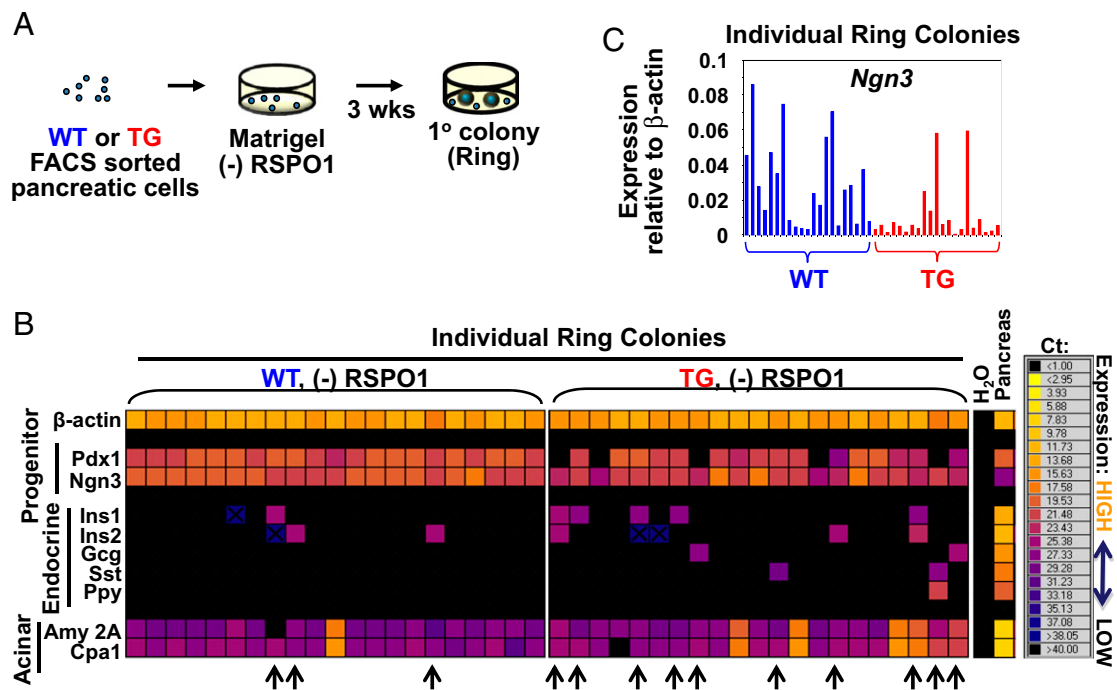 A
WT or TG
FACS sorted
pancreatic cells
Matrigel
(-) RSPO1
3 wks
1º colony
(Ring)
C
Individual Ring Colonies
Ngn3
Expression
relative to β-actin
0.1
0.08
0.06
0.04
0.02
0
WT
TG
B
Individual Ring Colonies
WT, (-) RSPO1
TG, (-) RSPO1
H2O
Pancreas
β-actin
Progenitor
Pdx1
Ngn3
Endocrine
Ins1
Ins2
Gcg
Sst
Ppy
Acinar
Amy 2A
Cpa1
Ct:
<1.00
<2.95
3.93
5.88
7.83
9.78
11.73
13.68
15.63
17.58
19.53
21.48
23.43
25.38
27.33
29.28
31.23
33.18
35.13
37.08
>38.05
>40.00
Expression: HIGH
LOW